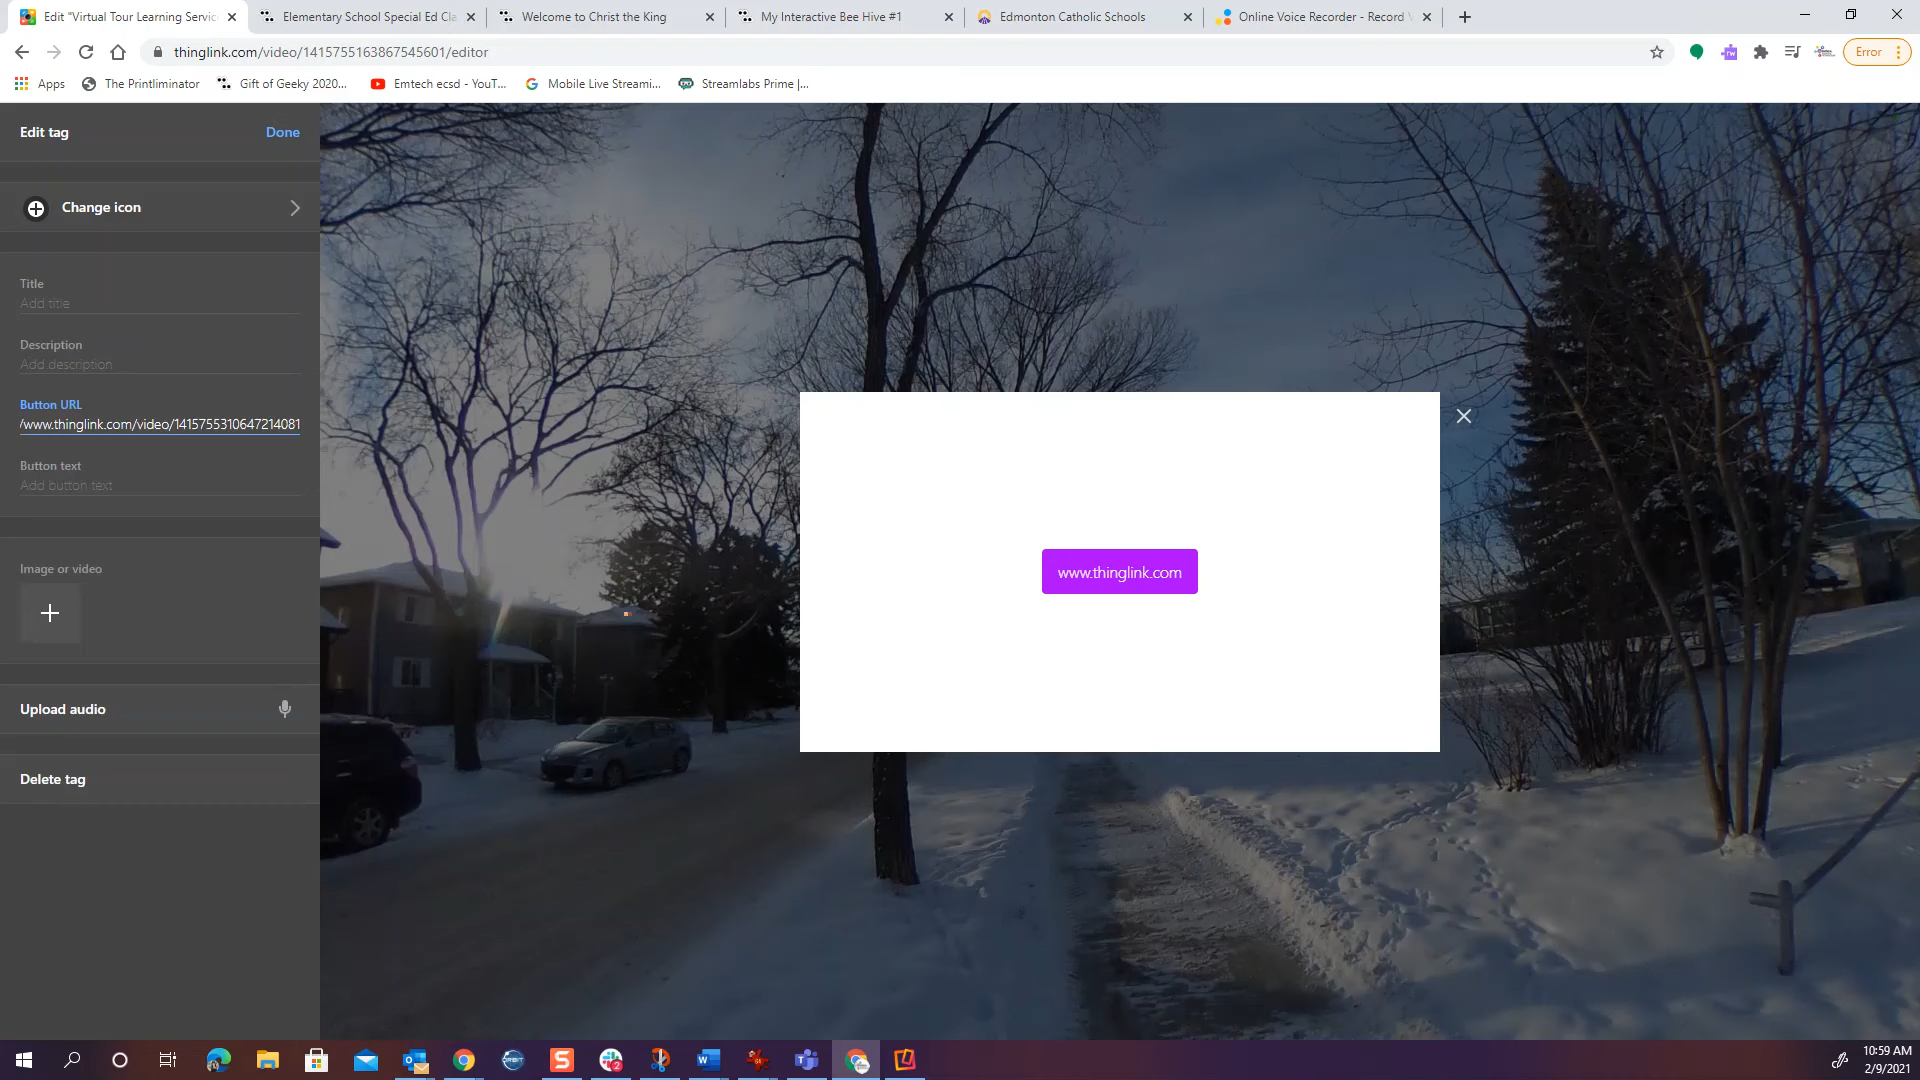 Edit "Virtual Tour Learning Servic
Elementary School Special Ed Cla
Welcome to Christ the King
My Interactive Bee Hive #1
Edmonton Catholic Schools
Online Voice Recorder - Record V
thinglink.com/video/1415755163867545601/editor
Error
Apps
The Printliminator
Gift of Geeky 2020...
Emtech ecsd - YouT...
Mobile Live Streami...
Streamlabs Prime |...
Edit tag
Done
Change icon
Title
Add title
Description
Add description
Button URL
/www.thinglink.com/video/1415755310647214081
Button text
Add button text
www.thinglink.com
Image or video
Upload audio
Delete tag
10:59 AM
2/9/2021